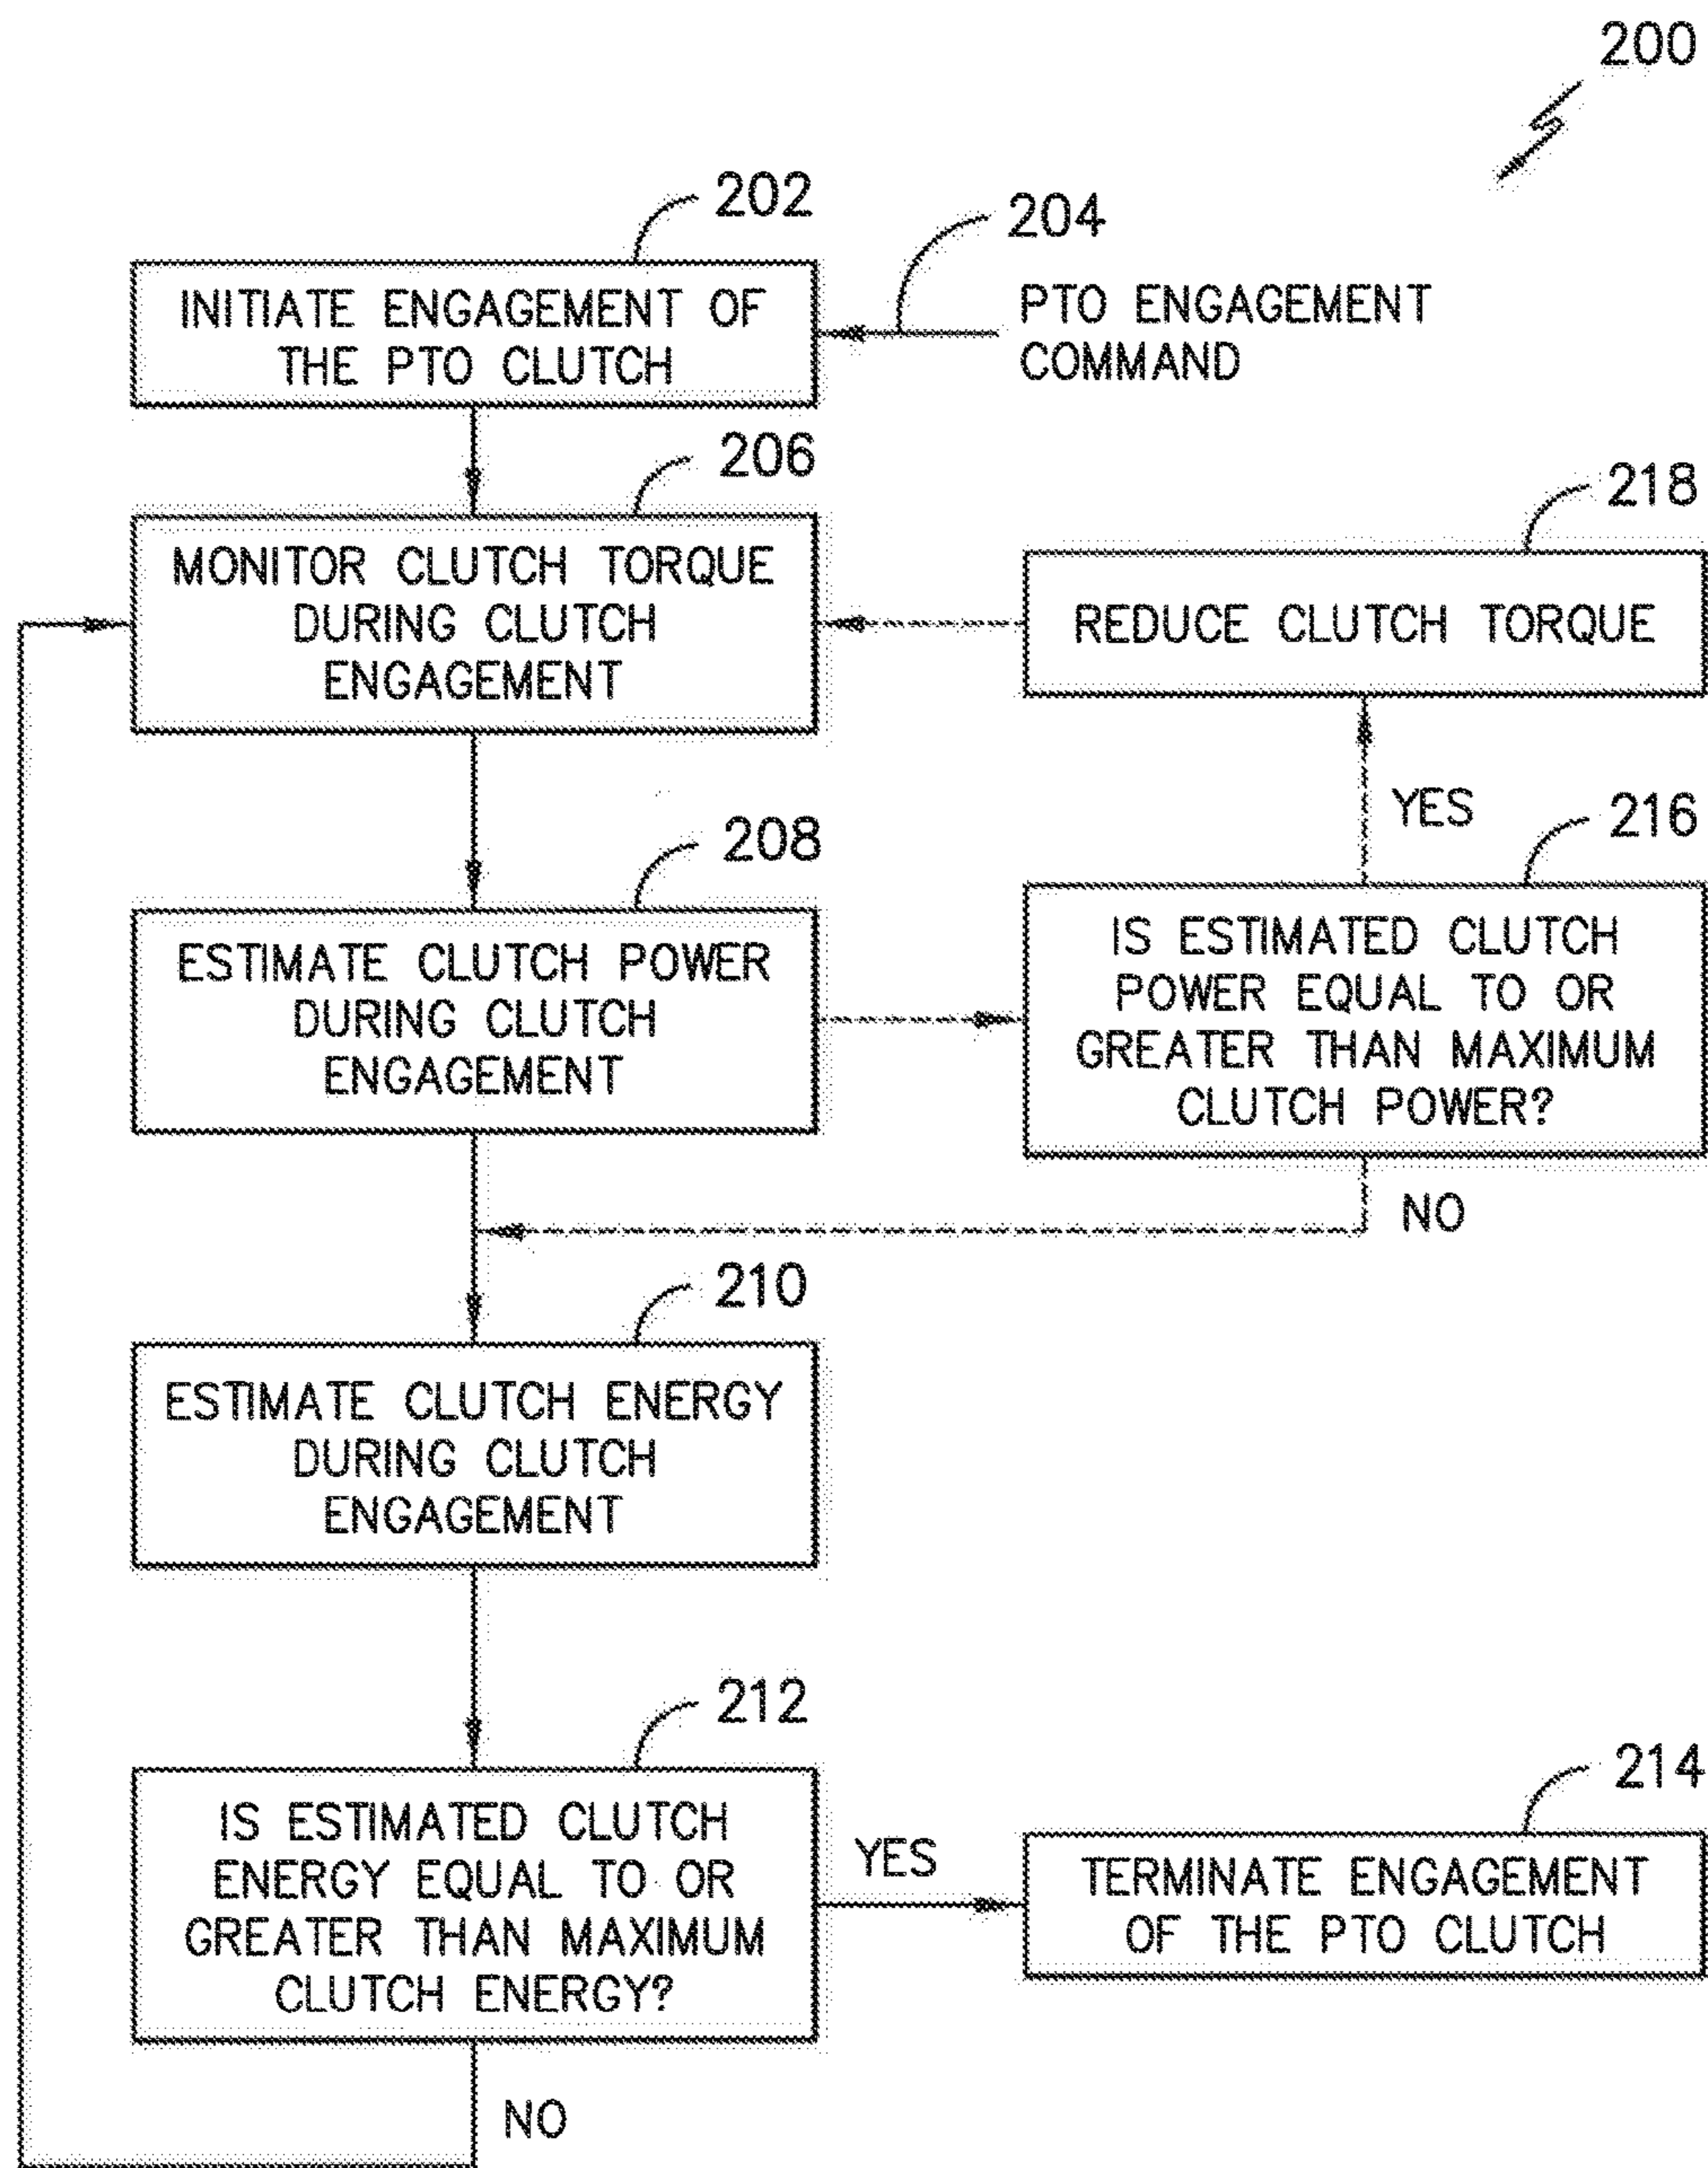 200
202
204
INITIATE ENGAGEMENT OF
THE PTO CLUTCH
PTO ENGAGEMENT
COMMAND
206
218
MONITOR CLUTCH TORQUE
DURING CLUTCH
ENGAGEMENT
REDUCE CLUTCH TORQUE
YES
208
216
ESTIMATE CLUTCH POWER
DURING CLUTCH
ENGAGEMENT
IS ESTIMATED CLUTCH
POWER EQUAL TO OR
GREATER THAN MAXIMUM
CLUTCH POWER?
NO
210
ESTIMATE CLUTCH ENERGY
DURING CLUTCH
ENGAGEMENT
212
214
IS ESTIMATED CLUTCH
ENERGY EQUAL TO OR
GREATER THAN MAXIMUM
CLUTCH ENERGY?
YES
TERMINATE ENGAGEMENT
OF THE PTO CLUTCH
NO